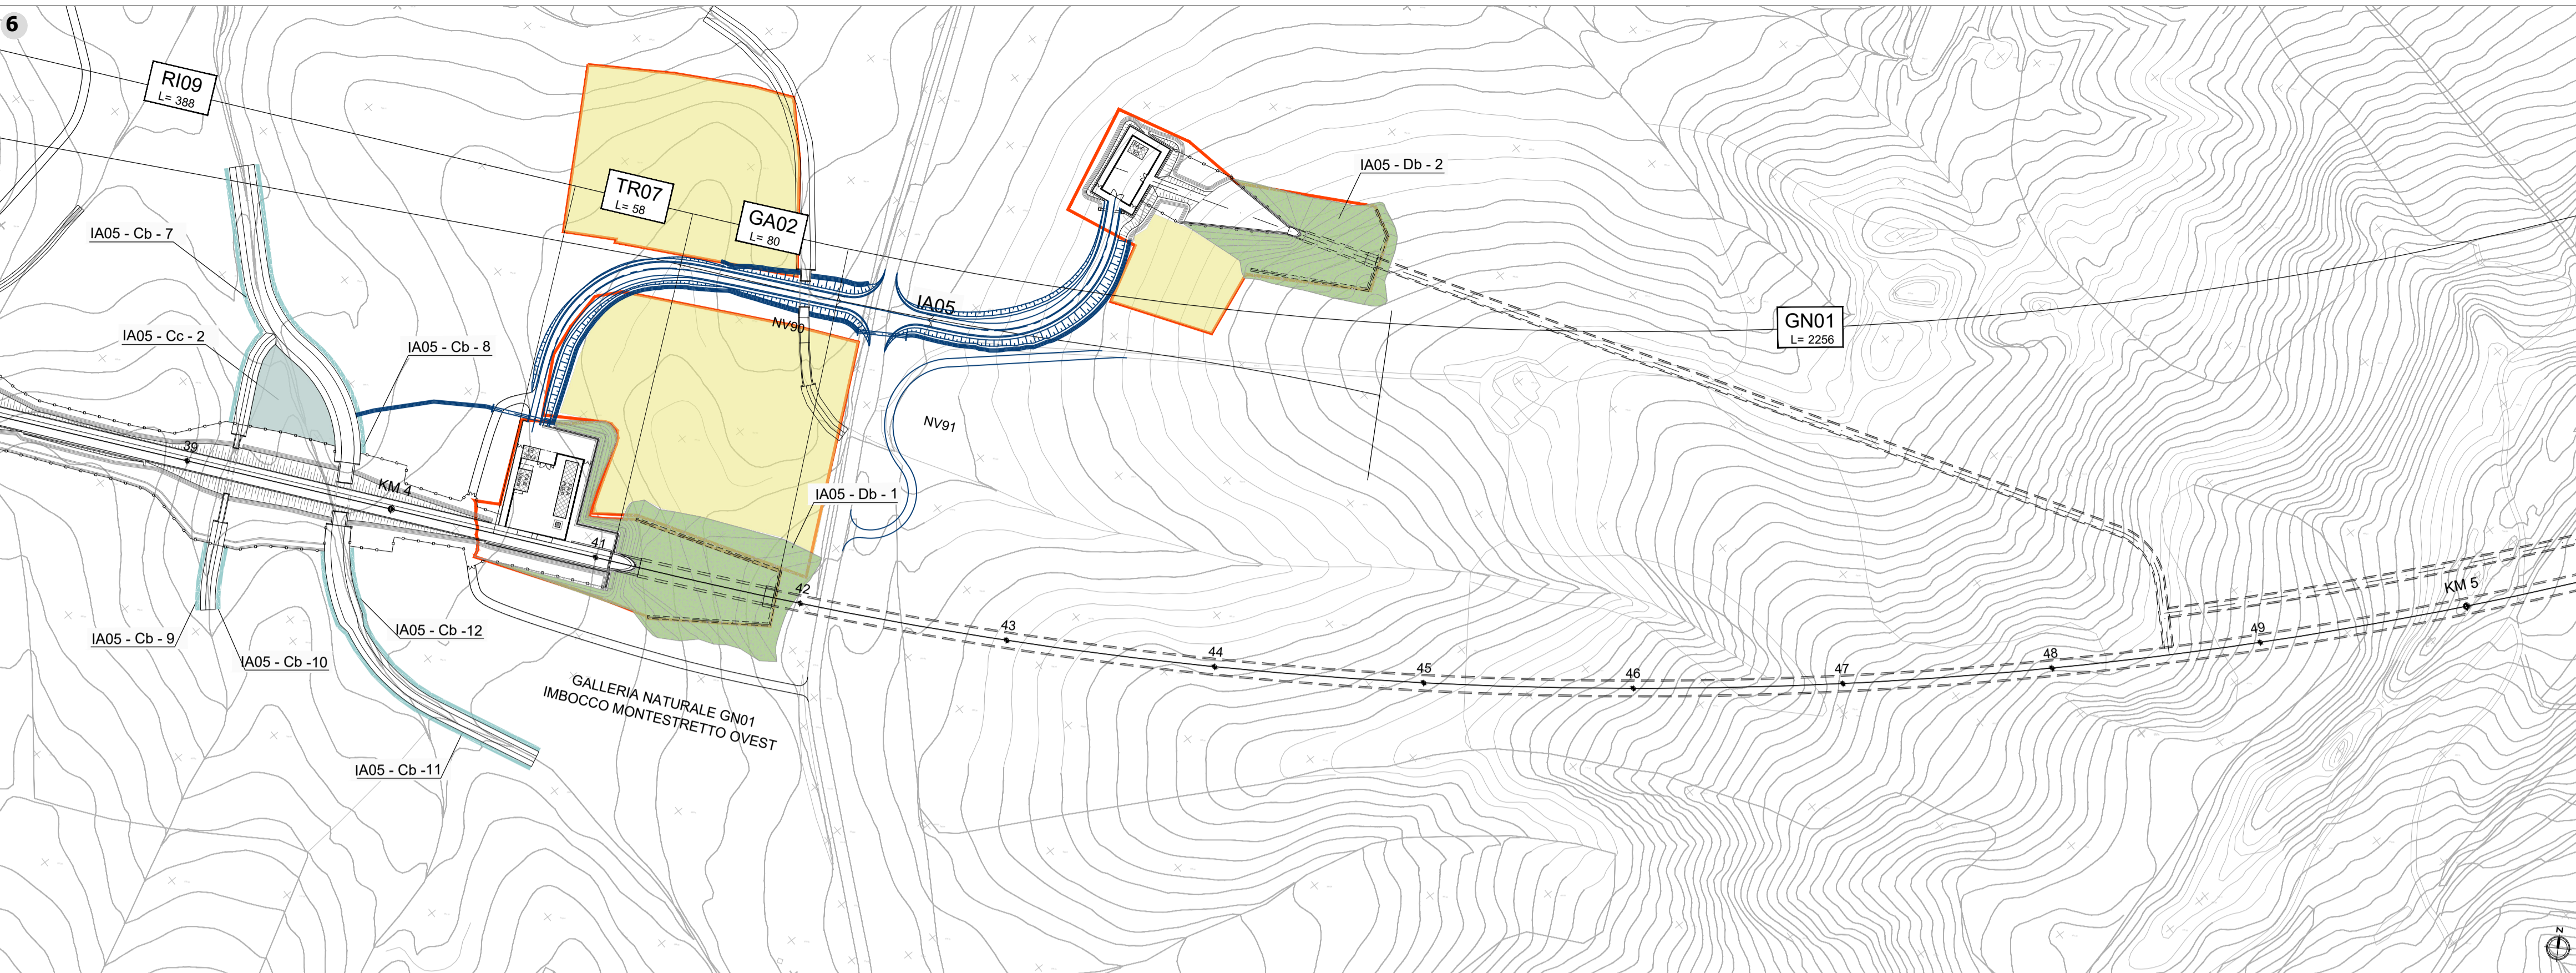 6
RI09
L= 388
TR07
L= 58
GA02
L= 80
IA05 - Db - 2
IA05 - Cb - 7
IA05
NV90
GN01
L= 2256
IA05 - Cc - 2
IA05 - Cb - 8
NV91
39
KM 4
IA05 - Db - 1
41
42
43
44
45
46
47
48
49
KM 5
IA05 - Cb - 9
IA05 - Cb -10
IA05 - Cb -12
GALLERIA NATURALE GN01
IMBOCCO MONTESTRETTO OVEST
IA05 - Cb -11
N